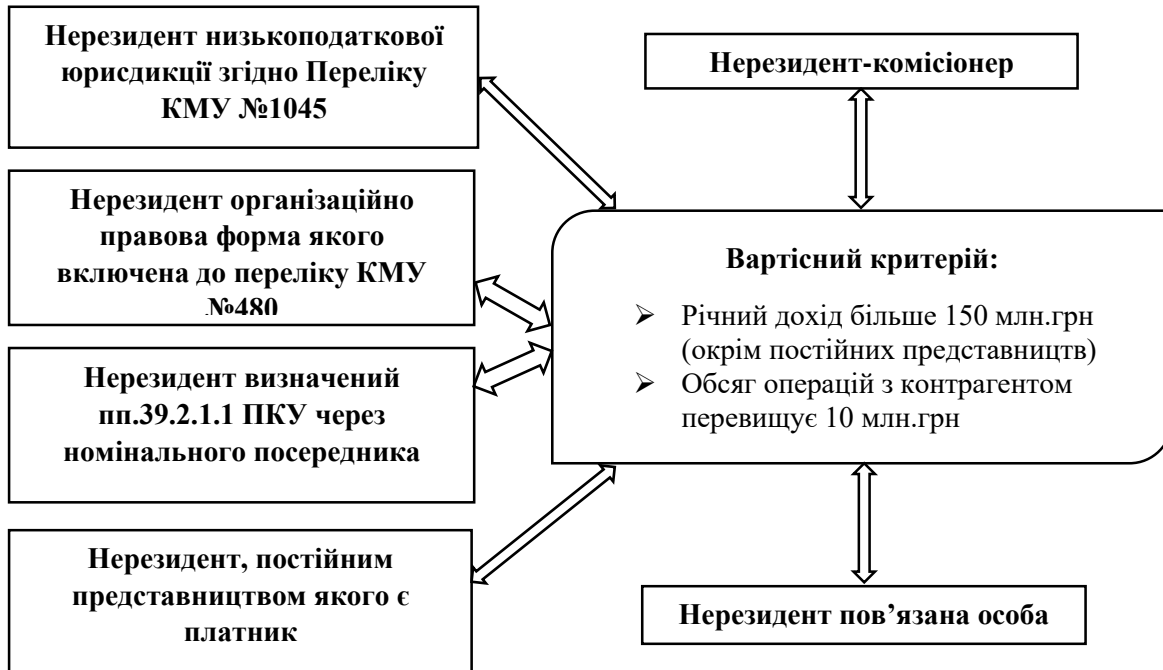 Нерезидент низькоподаткової
юрисдикції згідно Переліку
КМУ №1045
Нерезидент організаційно
правова форма якого
включена до переліку КМУ
№480
Нерезидент визначений
пп.39.2.1.1 ПКУ через
номінального посередника
Нерезидент, постійним
представництвом якого є
платник
Нерезидент-комісіонер
Вартісний критерій:
➢ Річний дохід більше 150 млн.грн
(окрім постійних представництв)
➢ Обсяг операцій з контрагентом
перевищує 10 млн.грн
Нерезидент пов’язана особа